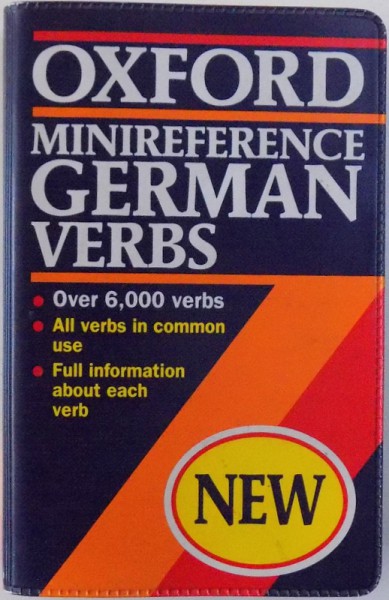 OXFORD
MINIREFERENCE
GERMAN
VERBS
• Over 6,000 verbs
• All verbs in common
use
• Full information
about each
verb
NEW